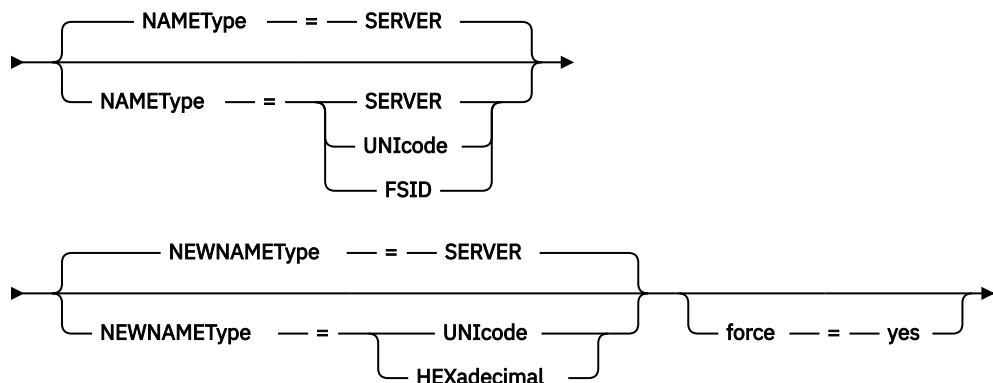 NAMEType = SERVER
NAMEType = SERVER
UNIcode
FSID
NEWNAMEType = SERVER
NEWNAMEType = UNIcode force = yes
HEXadecimal